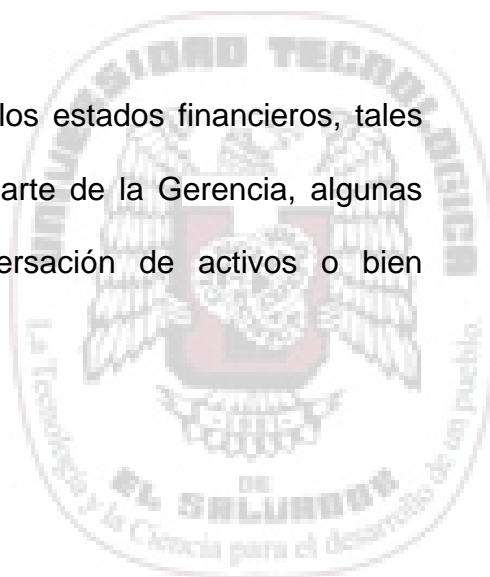 UNIVERSIDAD TECNOLOGICA
los estados financieros, tales
arte de la Gerencia, algunas
ersación de activos o bien
DE
EL SALVADOR
La Tecnología y la Ciencia para el desarrollo de un pueblo.